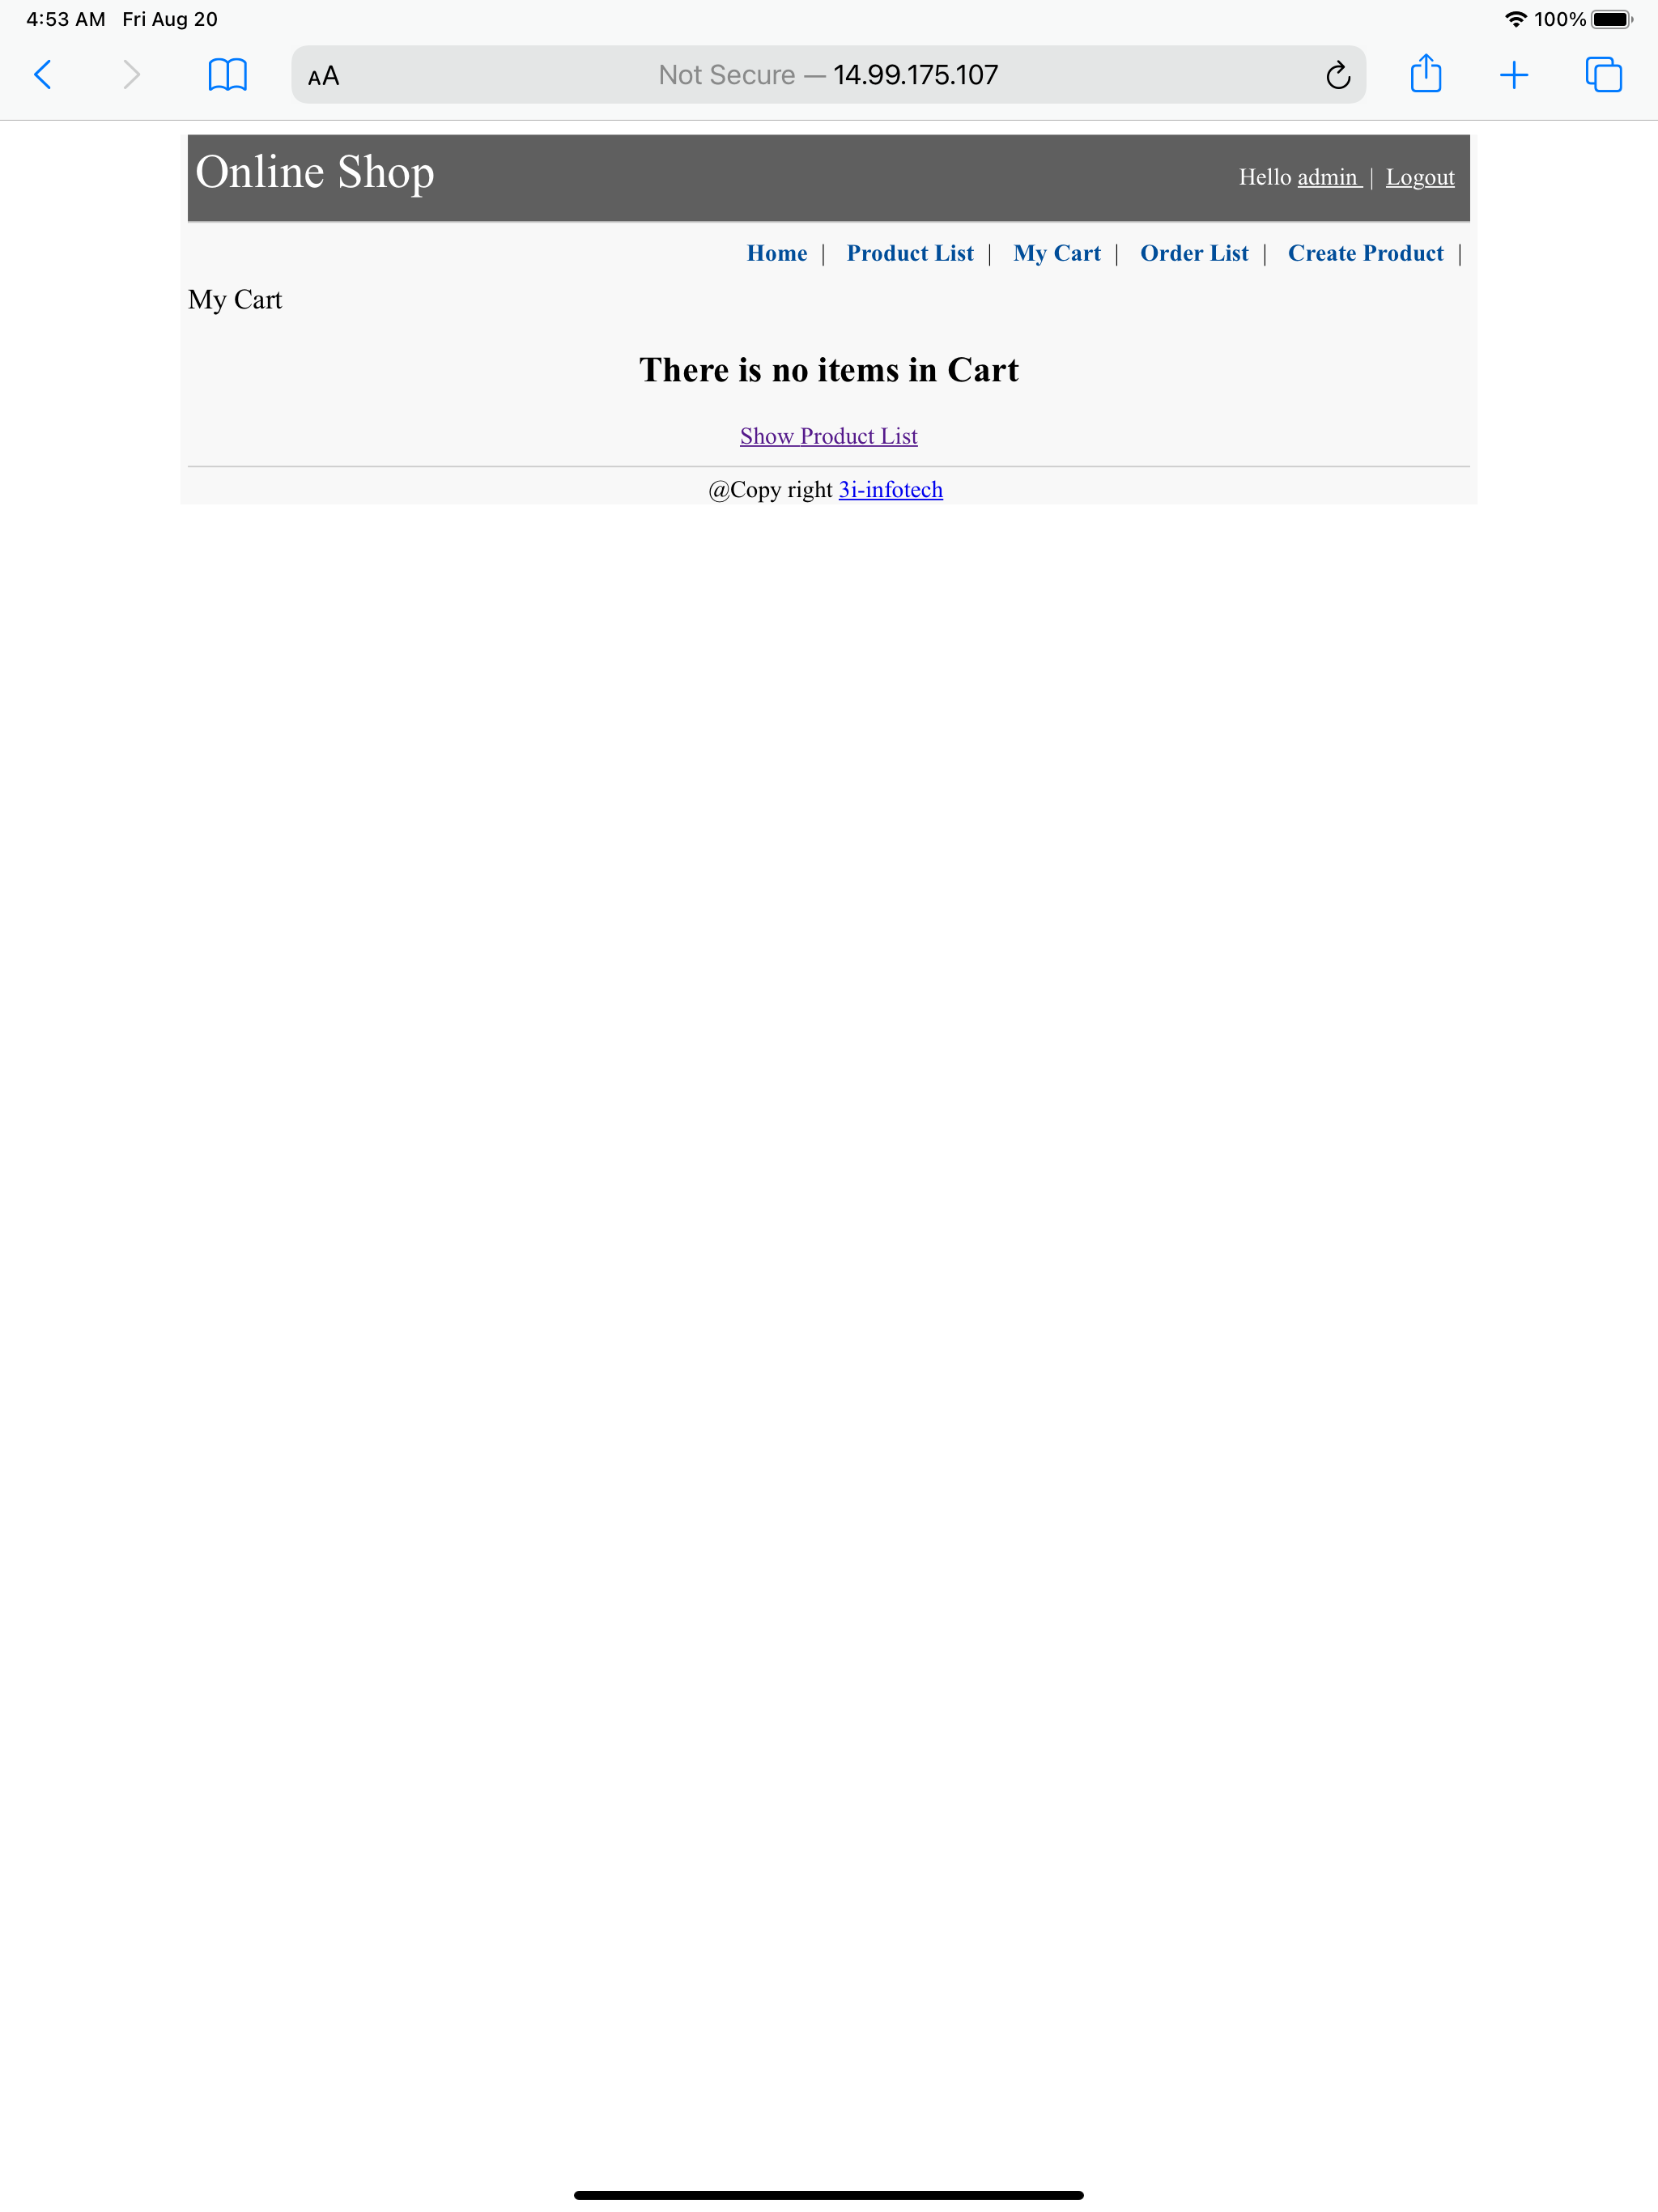 4:53 AM Fri Aug 20 100%
AA Not Secure — 14.99.175.107
Online Shop Hello admin | Logout
Home | Product List | My Cart | Order List | Create Product |
My Cart
There is no items in Cart
Show Product List
@Copy right 3i-infotech